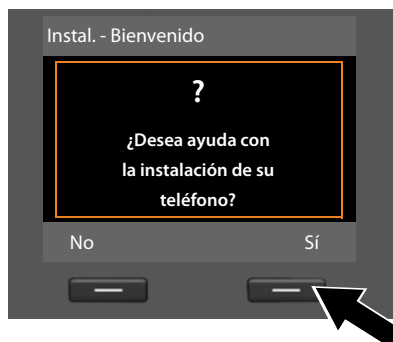 Instal. - Bienvenido
?
¿Desea ayuda con
la instalación de su
teléfono?
No Sí